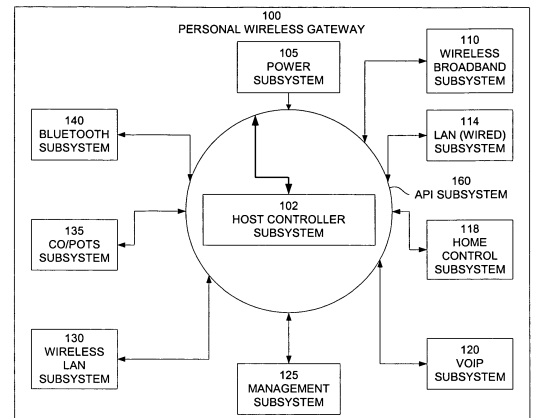 100
PERSONAL WIRELESS GATEWAY
105
POWER
SUBSYSTEM
110
WIRELESS
BROADBAND
SUBSYSTEM
140
BLUETOOTH
SUBSYSTEM
114
LAN (WIRED)
SUBSYSTEM
160
API SUBSYSTEM
102
HOST CONTROLLER
SUBSYSTEM
135
CO/POTS
SUBSYSTEM
118
HOME
CONTROL
SUBSYSTEM
130
WIRELESS
LAN
SUBSYSTEM
125
MANAGEMENT
SUBSYSTEM
120
VOIP
SUBSYSTEM